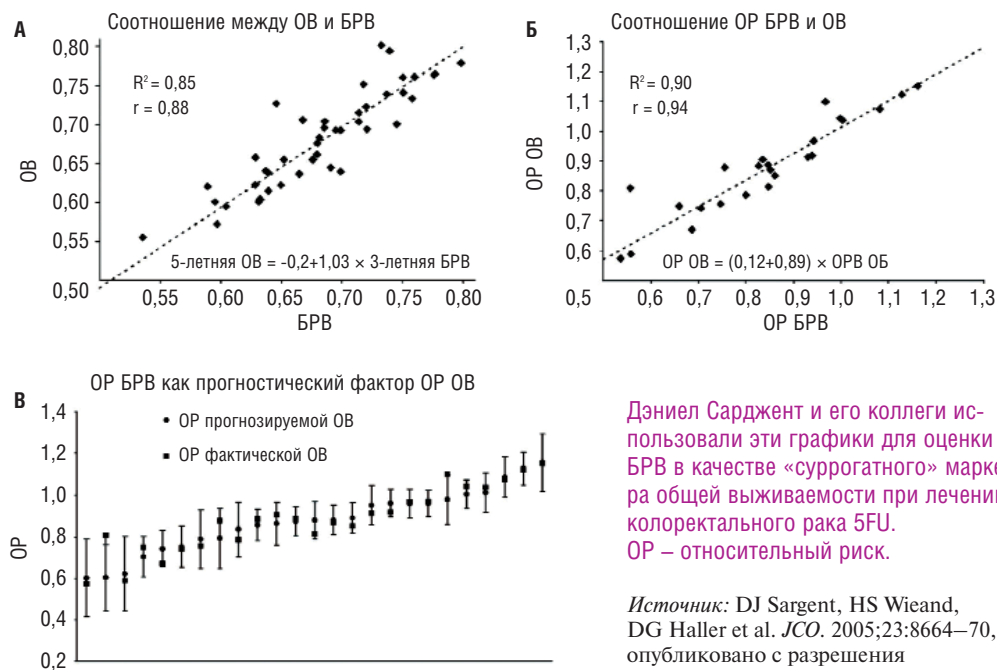 А
Соотношение между ОВ и БРВ
0,80
0,75
0,70
0,65
0,60
0,55
0,50
ОВ
R² = 0,85
r = 0,88
5-летняя ОВ = -0,2+1,03 × 3-летняя БРВ
0,55 0,60 0,65 0,70 0,75 0,80
БРВ
Б
Соотношение ОР БРВ и ОВ
1,3
1,2
1,1
1,0
0,9
0,8
0,7
0,6
0,5
ОР ОВ
R² = 0,90
r = 0,94
ОР ОВ = (0,12+0,89) × ОРВ ОБ
0,6 0,7 0,8 0,9 1,0 1,1 1,2 1,3
ОР БРВ
В
ОР БРВ как прогностический фактор ОР ОВ
1,4
1,2
1,0
0,8
0,6
0,4
0,2
ОР
ОР прогнозируемой ОВ
ОР фактической ОВ
Дэниел Сарджент и его коллеги ис-
пользовали эти графики для оценки
БРВ в качестве «суррогатного» марке
ра общей выживаемости при лечении
колоректального рака 5FU.
ОР – относительный риск.
Источник: DJ Sargent, HS Wieand,
DG Haller et al. JCO. 2005;23:8664–70,
опубликовано с разрешения